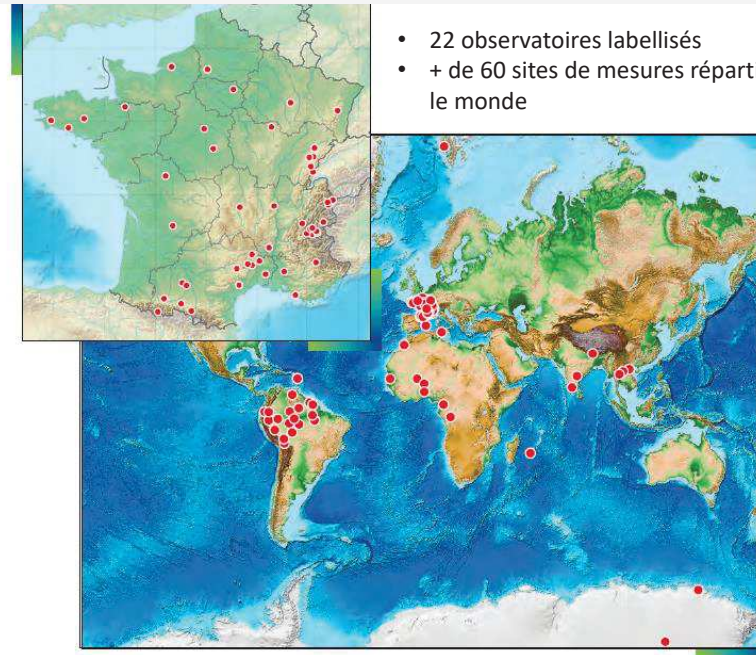 • 22 observatoires labellisés
• + de 60 sites de mesures répart
le monde